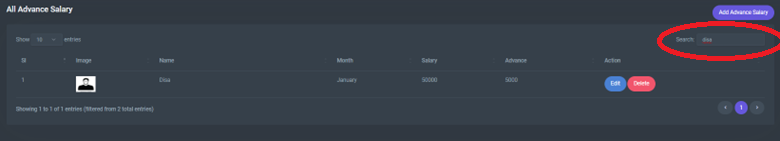 All Advance Salary
Add Advance Salary
Show 10 entries
Search: disa
Sl Image Name Month Salary Advance Action
1 Disa January 50000 5600 Edit Delete
Showing 1 to 1 of 1 entries (filtered from 2 total entries)
1